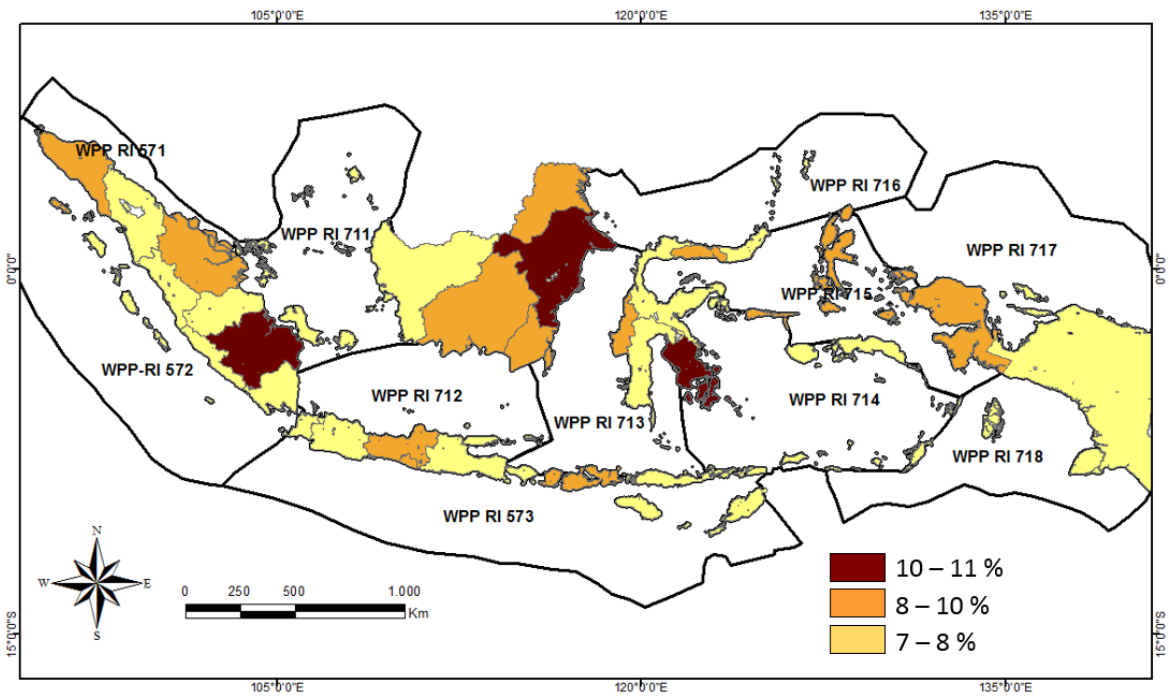 105°0'0"E 120°0'0"E 135°0'0"E
WPP RI 571
WPP RI 716
WPP RI 711
WPP RI 717
0°0'0" 0°0'0"
WPP RI 715
WPP-RI 572
WPP RI 712
WPP RI 714
WPP RI 713
WPP RI 718
WPP RI 573
N
W E
S
0 250 500 1.000
Km
10 – 11 %
8 – 10 %
7 – 8 %
15°0'0"S 15°0'0"S
105°0'0"E 120°0'0"E 135°0'0"E